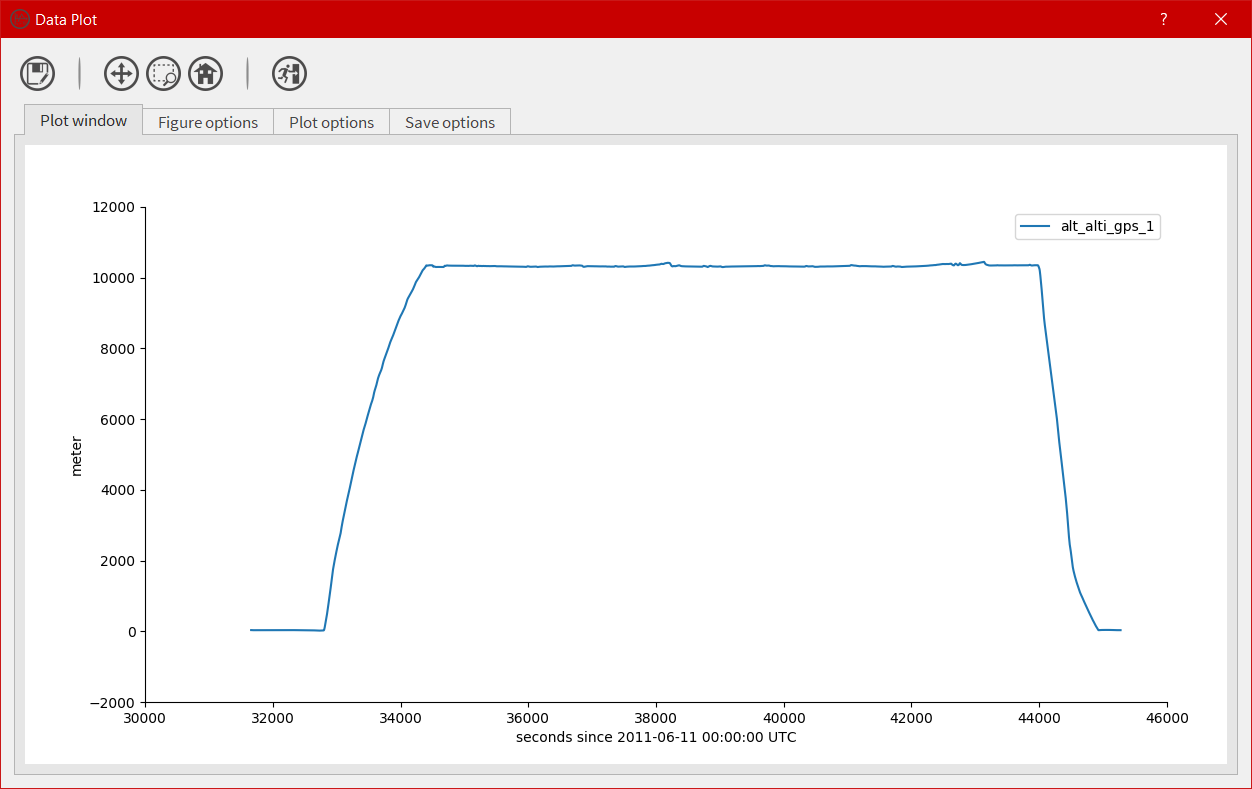 Data Plot
?
Plot window Figure options Plot options Save options
alt_alti_gps_1
12000
10000
8000
6000
4000
2000
0
−2000
meter
30000 32000 34000 36000 38000 40000 42000 44000 46000
seconds since 2011-06-11 00:00:00 UTC